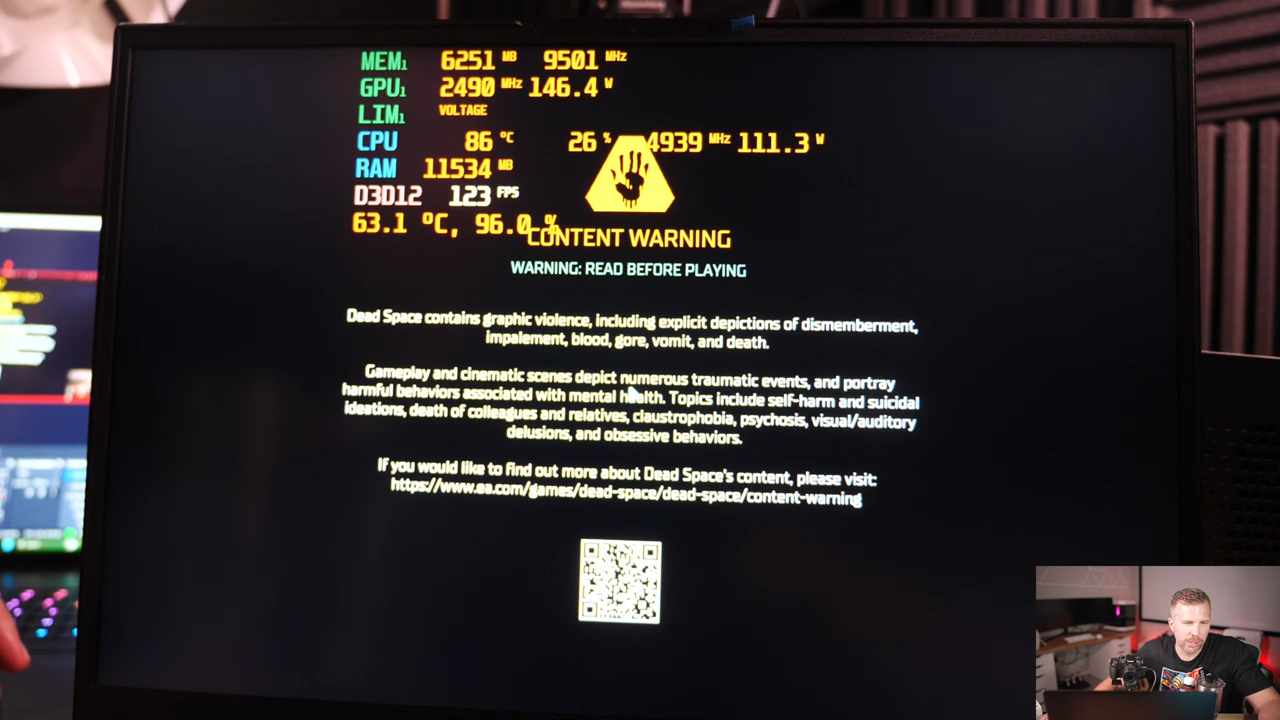 MEM1 6251 MB 9501 MHz
GPU1 2490 MHz 146.4 W
LIM1 VOLTAGE
CPU 86 °C 26 % 4939 MHz 111.3 W
RAM 11534 MB
D3D12 123 FPS
63.1 °C, 96.0 %
CONTENT WARNING
WARNING: READ BEFORE PLAYING
Dead Space contains graphic violence, including explicit depictions of dismemberment,
impalement, blood, gore, vomit, and death.
Gameplay and cinematic scenes depict numerous traumatic events, and portray
harmful behaviors associated with mental health. Topics include self-harm and suicidal
ideations, death of colleagues and relatives, claustrophobia, psychosis, visual/auditory
delusions, and obsessive behaviors.
If you would like to find out more about Dead Space's content, please visit:
https://www.ea.com/games/dead-space/dead-space/content-warning